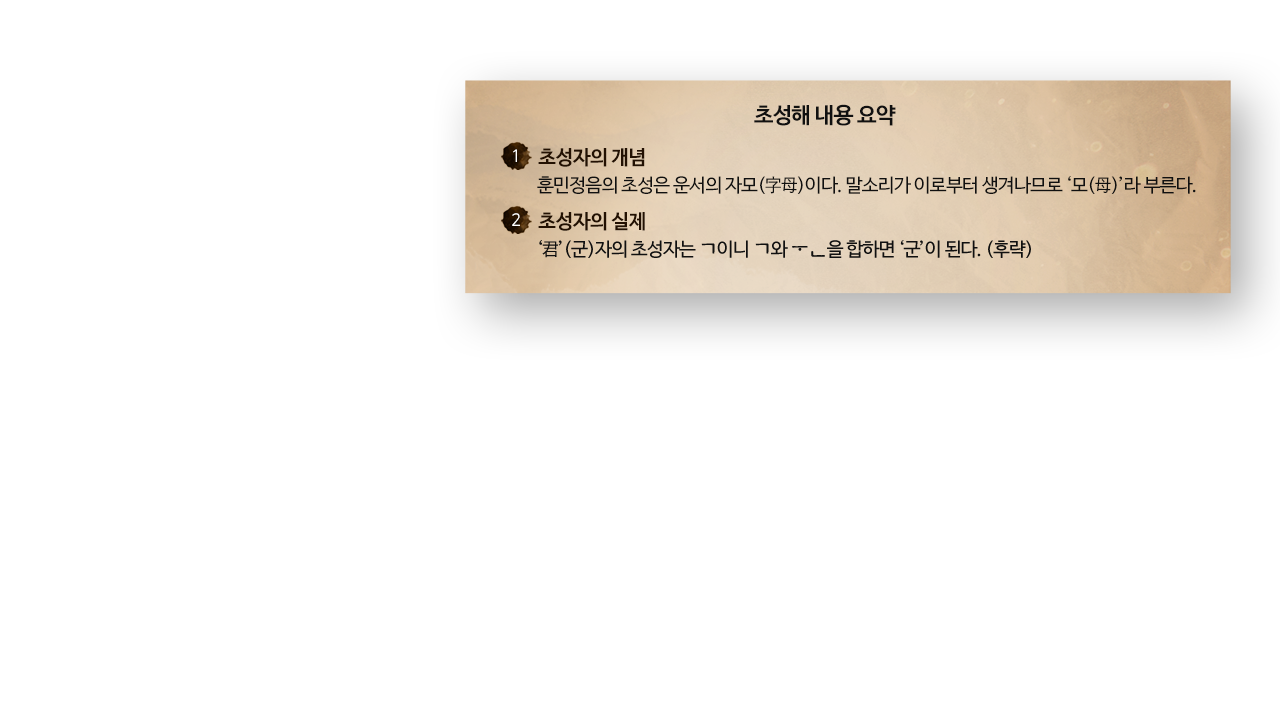 초성해 내용 요약
1 초성자의 개념
훈민정음의 초성은 운서의 자모(字母)이다. 말소리가 이로부터 생겨나므로 ‘모(母)’라 부른다.
2 초성자의 실제
‘君’(군)자의 초성자는 ㄱ이니 ㄱ와 ㅜㄴ을 합하면 ‘군’이 된다. (후략)